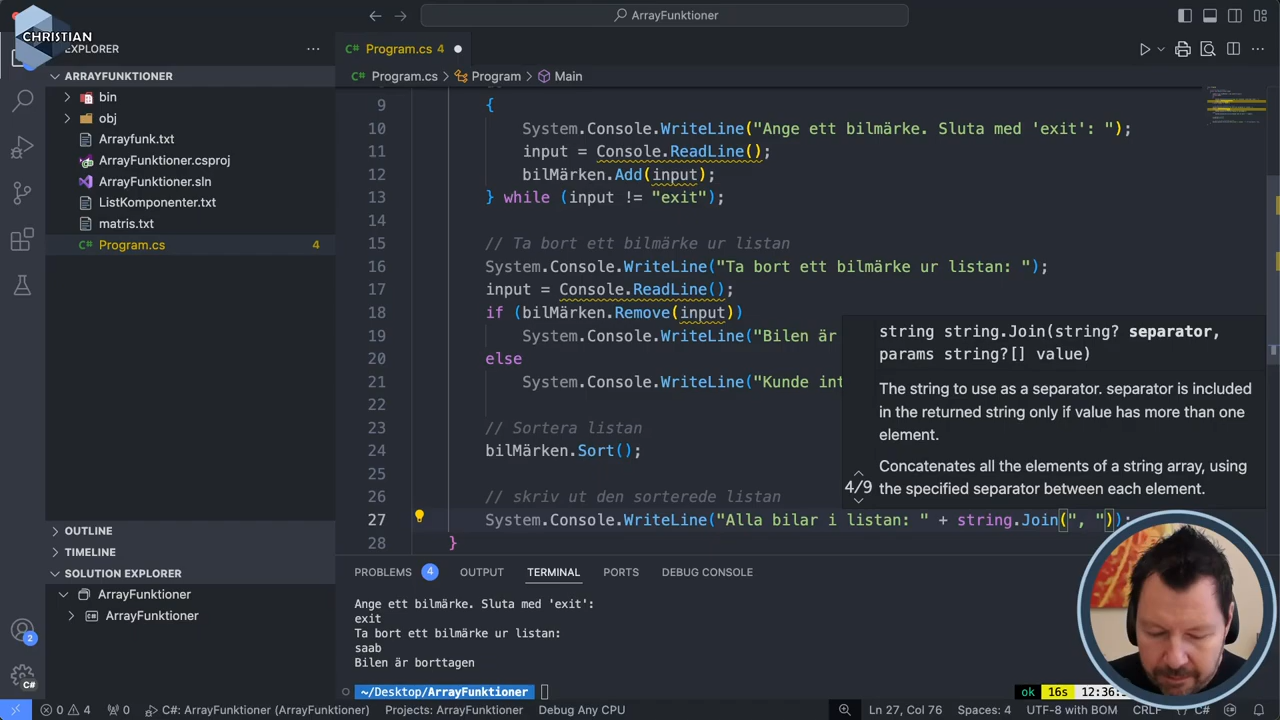 CHRISTIAN
ArrayFunktioner
EXPLORER
Program.cs 4
ARRAYFUNKTIONER
Program.cs > Program > Main
bin
obj
Arrayfunk.txt
ArrayFunktioner.csproj
ArrayFunktioner.sln
ListKomponenter.txt
matris.txt
Program.cs 4
9 {
10 System.Console.WriteLine("Ange ett bilmärke. Sluta med 'exit': ");
11 input = Console.ReadLine();
12 bilMärken.Add(input);
13 } while (input != "exit");
14
15 // Ta bort ett bilmärke ur listan
16 System.Console.WriteLine("Ta bort ett bilmärke ur listan: ");
17 input = Console.ReadLine();
18 if (bilMärken.Remove(input))
19 System.Console.WriteLine("Bilen är
20 else
21 System.Console.WriteLine("Kunde int
22
23 // Sortera listan
24 bilMärken.Sort();
25
26 // skriv ut den sorterede listan
27 System.Console.WriteLine("Alla bilar i listan: " + string.Join(", "));
28 }
string string.Join(string? separator,
params string?[] value)
The string to use as a separator. separator is included
in the returned string only if value has more than one
element.
Concatenates all the elements of a string array, using
the specified separator between each element.
4/9
OUTLINE
TIMELINE
SOLUTION EXPLORER
ArrayFunktioner
ArrayFunktioner
PROBLEMS 4 OUTPUT TERMINAL PORTS DEBUG CONSOLE
Ange ett bilmärke. Sluta med 'exit':
exit
Ta bort ett bilmärke ur listan:
saab
Bilen är borttagen
~/Desktop/ArrayFunktioner
ok 16s 12:36:
2
C#
0 4 0 C#: ArrayFunktioner (ArrayFunktioner) Projects: ArrayFunktioner Debug Any CPU Ln 27, Col 76 Spaces: 4 UTF-8 with BOM CRLF C#